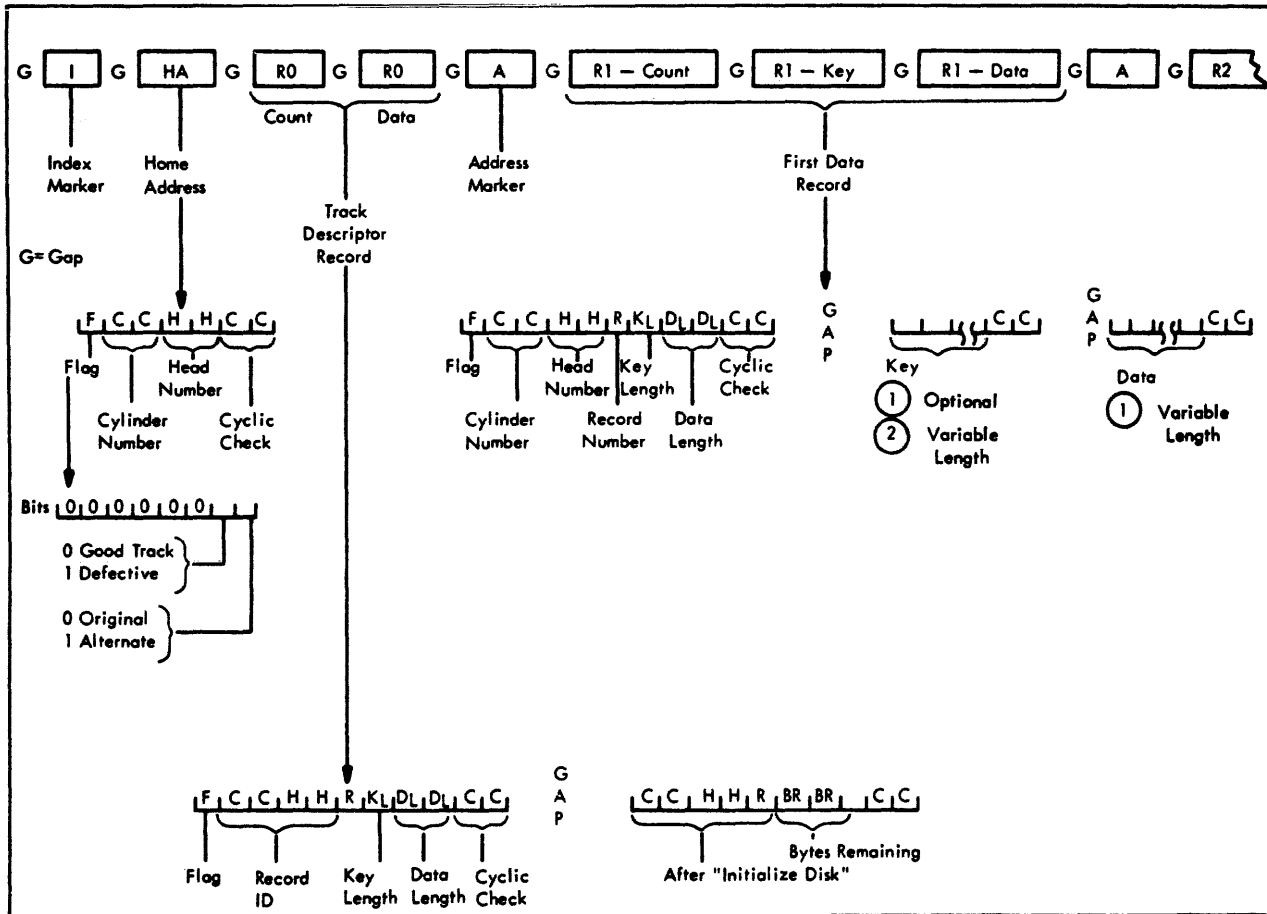 G I G HA G R0 G R0 G A G R1 – Count G R1 – Key G R1 – Data G A G R2
Count Data
Index Marker
Home Address
Address Marker
First Data Record
Track Descriptor Record
G= Gap
F C C H H C C
Flag
Head Number
Cylinder Number
Cyclic Check
F C C H H R KL DL DL C C
Flag
Head Number
Key Length
Cyclic Check
Cylinder Number
Record Number
Data Length
GAP
C C
Key
1 Optional
2 Variable Length
GAP
C C
Data
1 Variable Length
Bits 0 0 0 0 0 0
0 Good Track
1 Defective
0 Original
1 Alternate
F C C H H R KL DL DL C C
Flag
Record ID
Key Length
Data Length
Cyclic Check
GAP
C C H H R BR BR C C
Bytes Remaining
After "Initialize Disk"